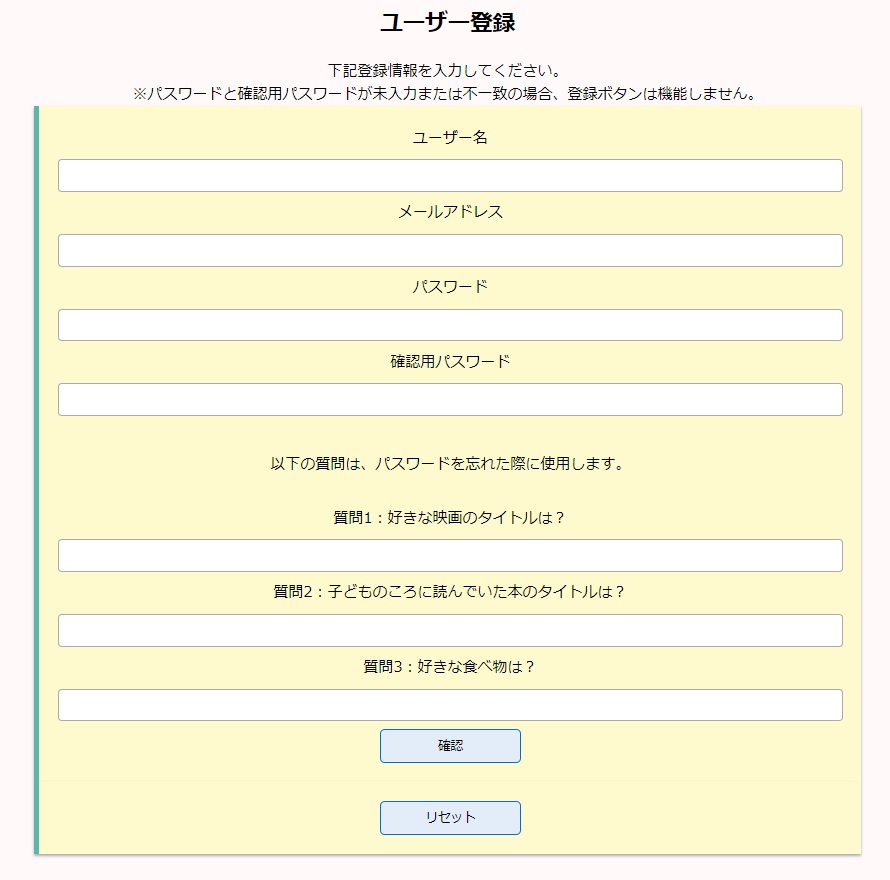 ユーザー登録
下記登録情報を入力してください。
※パスワードと確認用パスワードが未入力または不一致の場合、登録ボタンは機能しません。
ユーザー名
メールアドレス
パスワード
確認用パスワード
以下の質問は、パスワードを忘れた際に使用します。
質問1：好きな映画のタイトルは？
質問2：子どものころに読んでいた本のタイトルは？
質問3：好きな食べ物は？
確認
リセット